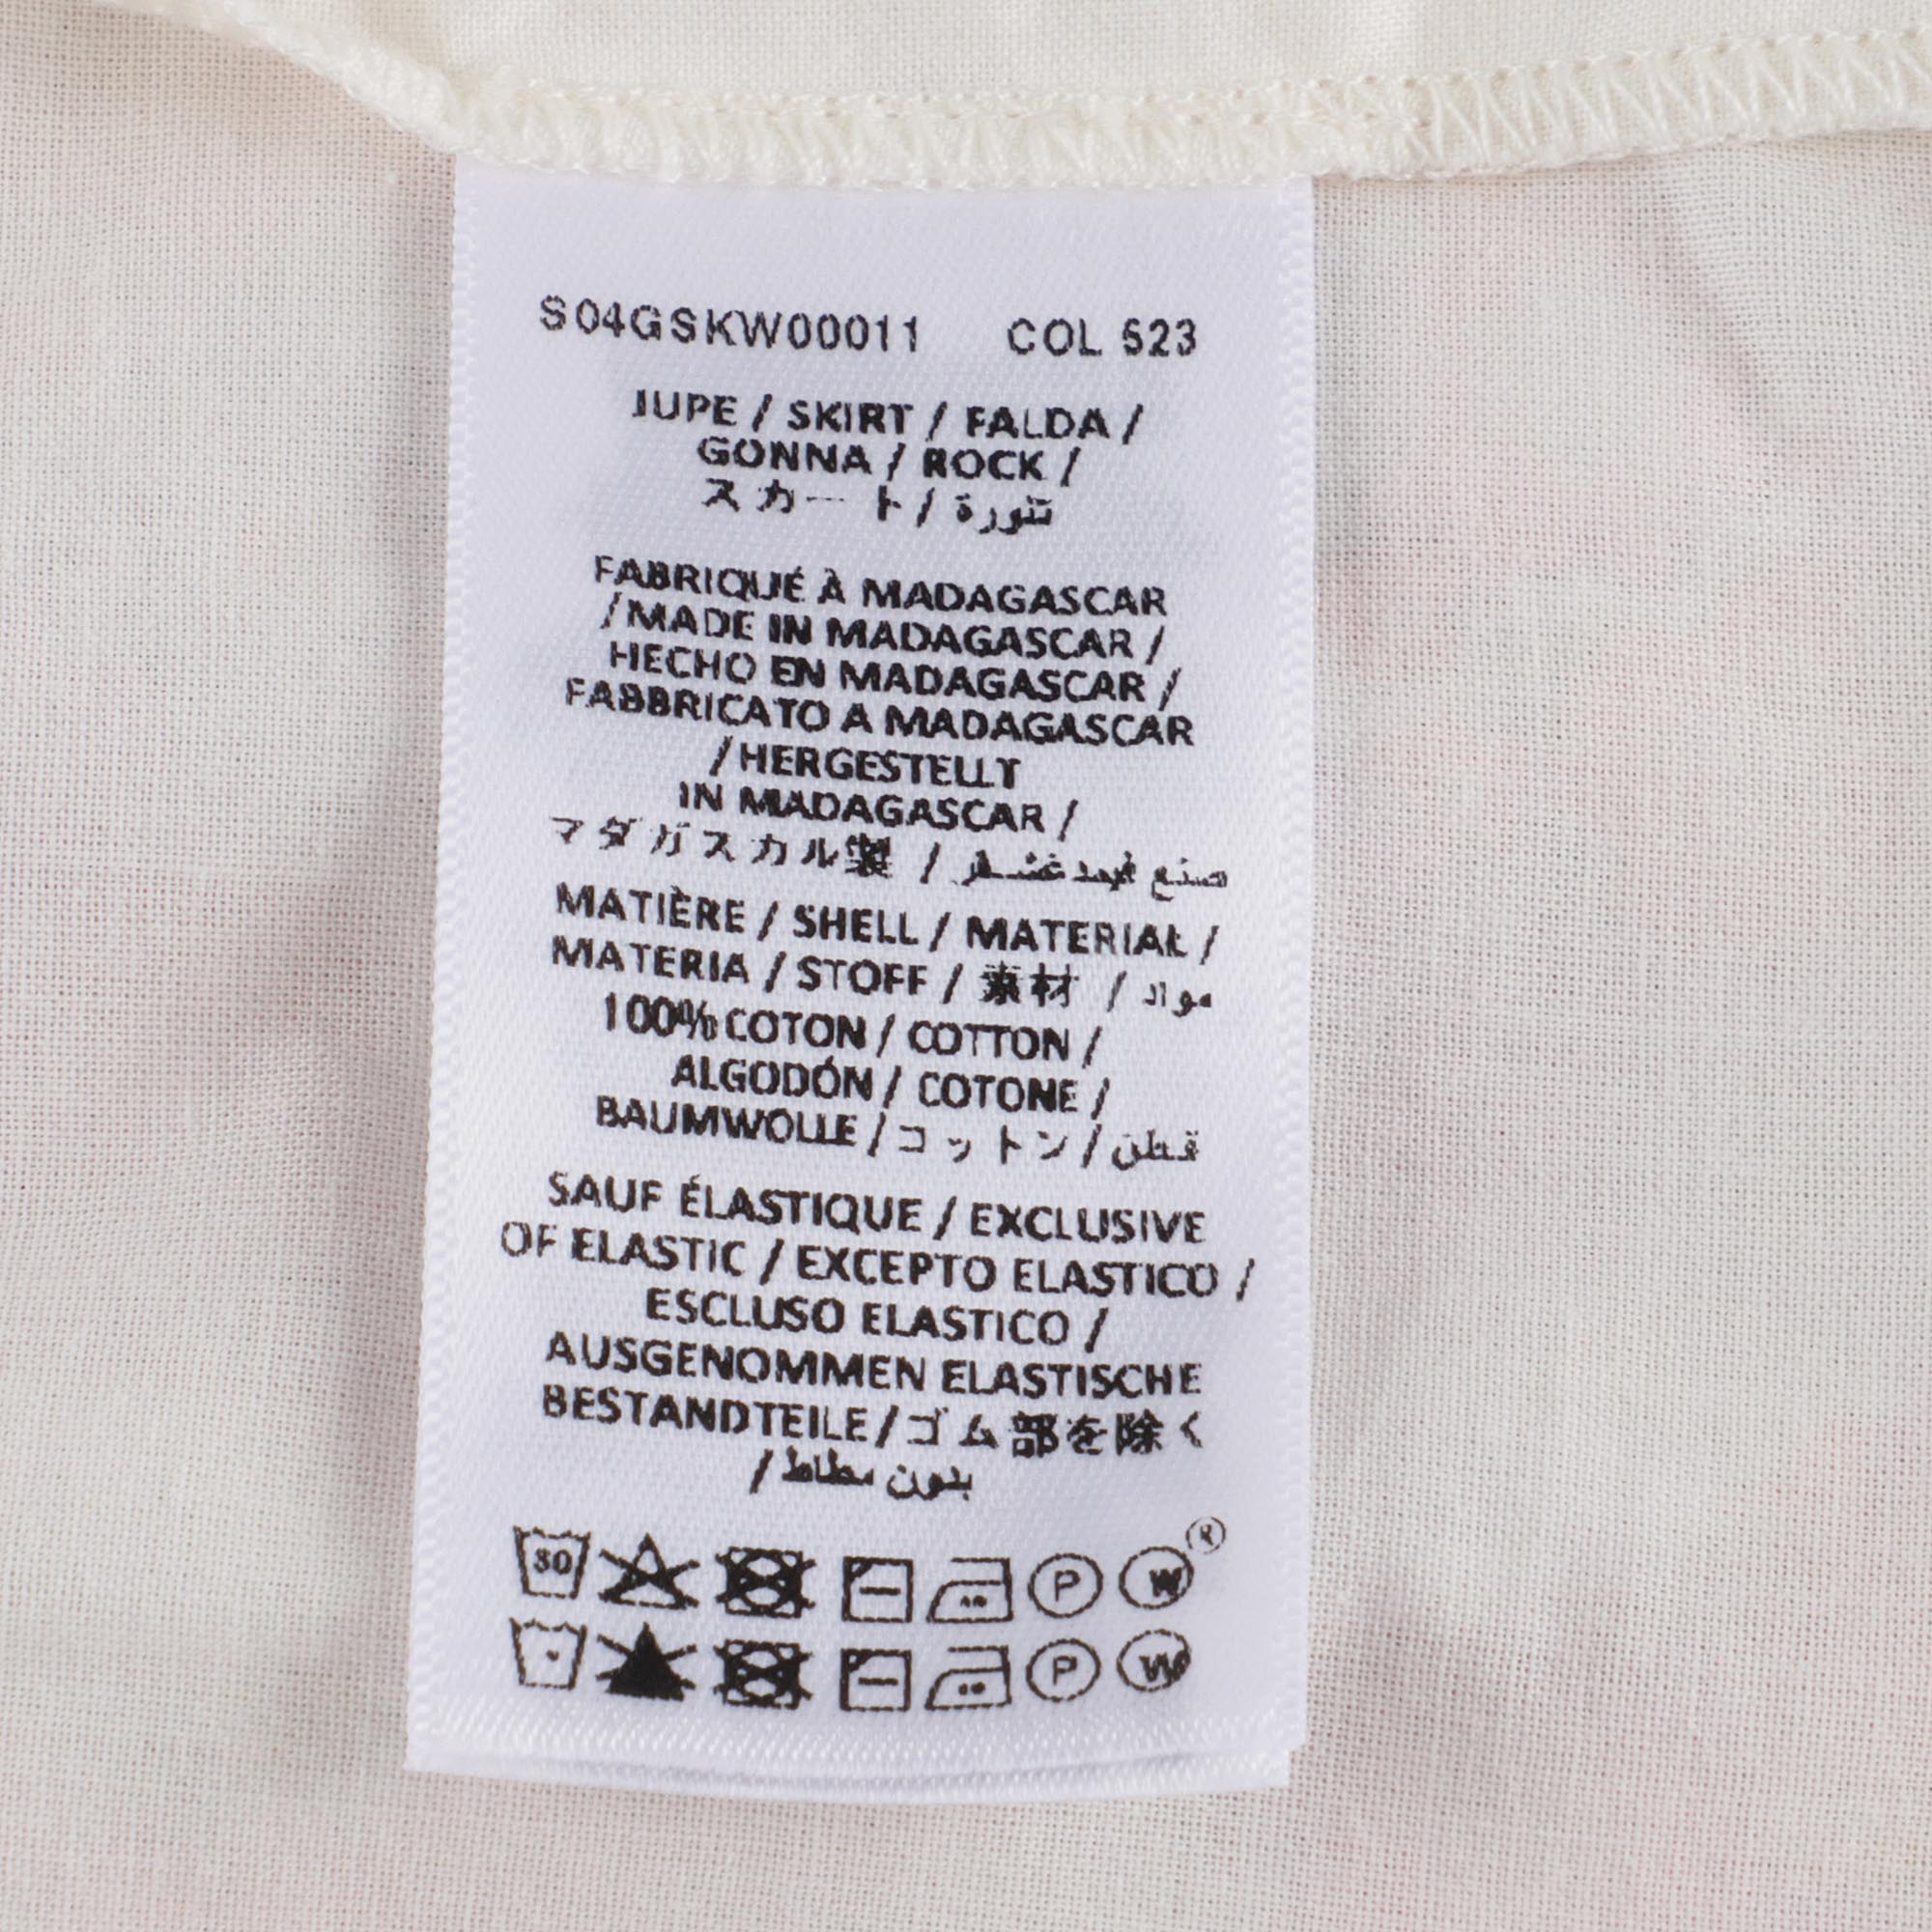 S04GSKW00011 COL 523
JUPE / SKIRT / FALDA /
GONNA / ROCK /
スカート / تنورة
FABRIQUÉ À MADAGASCAR
/ MADE IN MADAGASCAR /
HECHO EN MADAGASCAR /
FABBRICATO A MADAGASCAR
/ HERGESTELLT
IN MADAGASCAR /
マダガスカル製 / صنع
MATIÈRE / SHELL / MATERIAL /
MATERIA / STOFF / 素材 / مواد
100% COTON / COTTON /
ALGODÓN / COTONE /
BAUMWOLLE / コットン / قطن
SAUF ÉLASTIQUE / EXCLUSIVE
OF ELASTIC / EXCEPTO ELASTICO /
ESCLUSO ELASTICO /
AUSGENOMMEN ELASTISCHE
BESTANDTEILE / ゴム部を除く
/ بدون مطاط
30 P W ®
P W